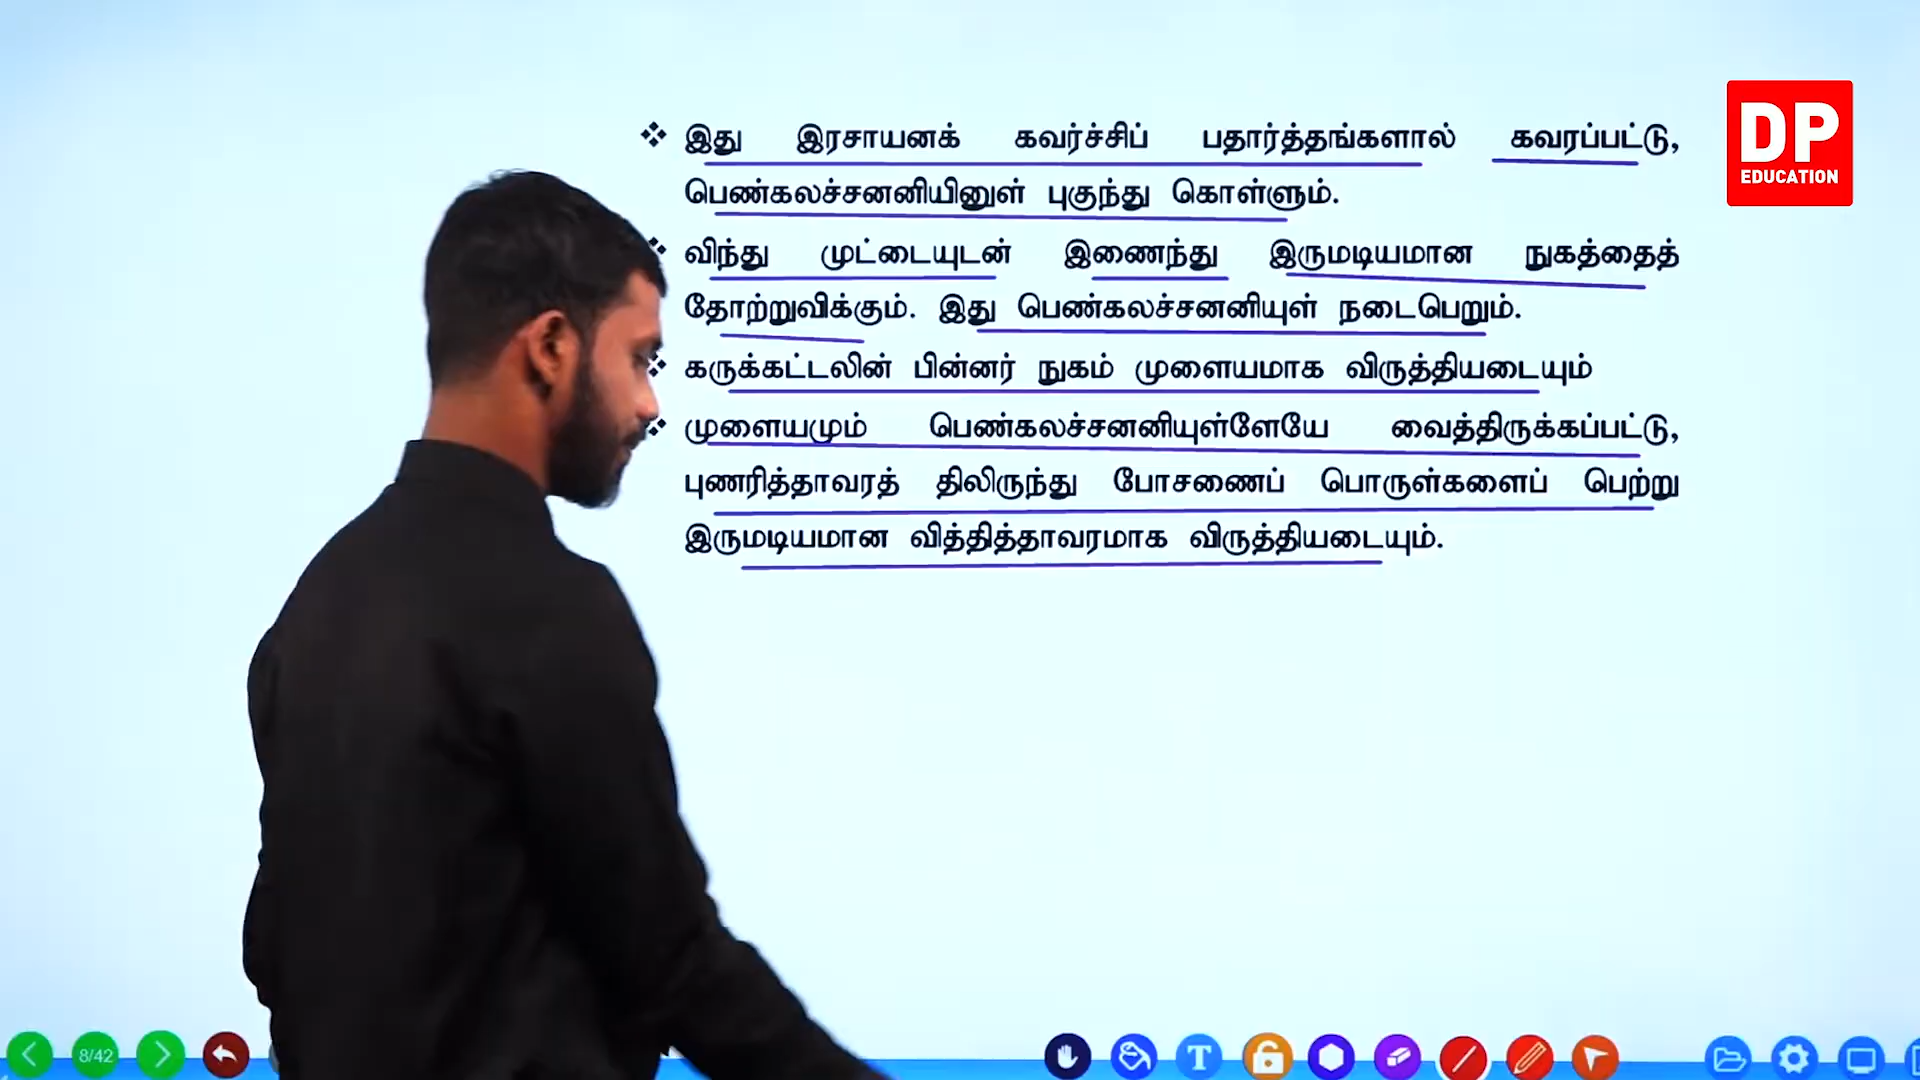 இது இரசாயனக் கவர்ச்சிப் பதார்த்தங்களால் கவரப்பட்டு,
பெண்கலச்சனனியினுள் புகுந்து கொள்ளும்.
விந்து முட்டையுடன் இணைந்து இருமடியமான நுகத்தைத்
தோற்றுவிக்கும். இது பெண்கலச்சனனியுள் நடைபெறும்.
கருக்கட்டலின் பின்னர் நுகம் முளையமாக விருத்தியடையும்
முளையமும் பெண்கலச்சனனியுள்ளேயே வைத்திருக்கப்பட்டு,
புணரித்தாவரத் திலிருந்து போசணைப் பொருள்களைப் பெற்று
இருமடியமான வித்தித்தாவரமாக விருத்தியடையும்.
DP
EDUCATION
8/42
T